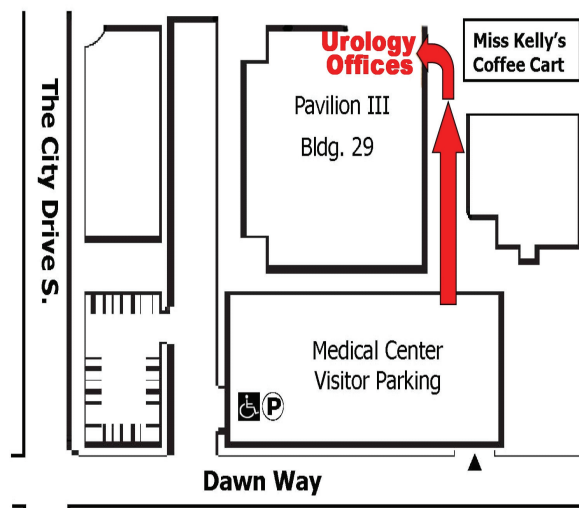 Urology
Offices
Miss Kelly's
Coffee Cart
The City Drive S.
Pavilion III
Bldg. 29
Medical Center
Visitor Parking
P
Dawn Way